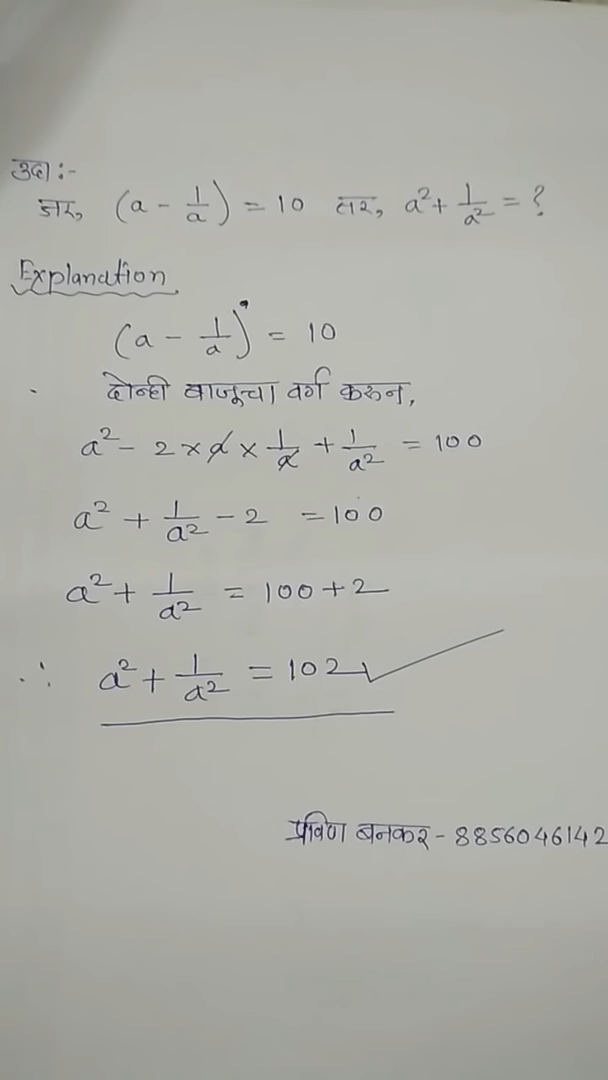 उदा:-
जर, (a - 1/a) = 10 तर, a² + 1/a² = ?
Explanation
(a - 1/a) = 10
दोन्ही बाजूचा वर्ग करुन,
a² - 2 × a × 1/a + 1/a² = 100
a² + 1/a² - 2 = 100
a² + 1/a² = 100 + 2
∴ a² + 1/a² = 102
प्रविण बनकर - 8856046142